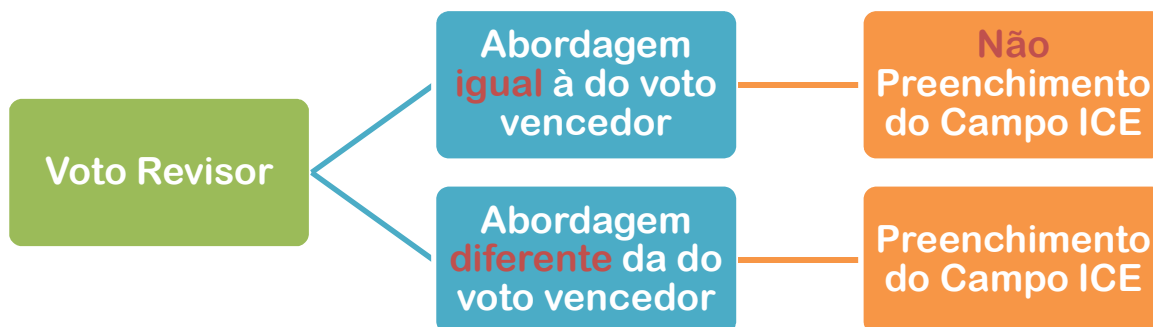 Voto Revisor
Abordagem
igual à do voto
vencedor
Não
Preenchimento
do Campo ICE
Abordagem
diferente da do
voto vencedor
Preenchimento
do Campo ICE